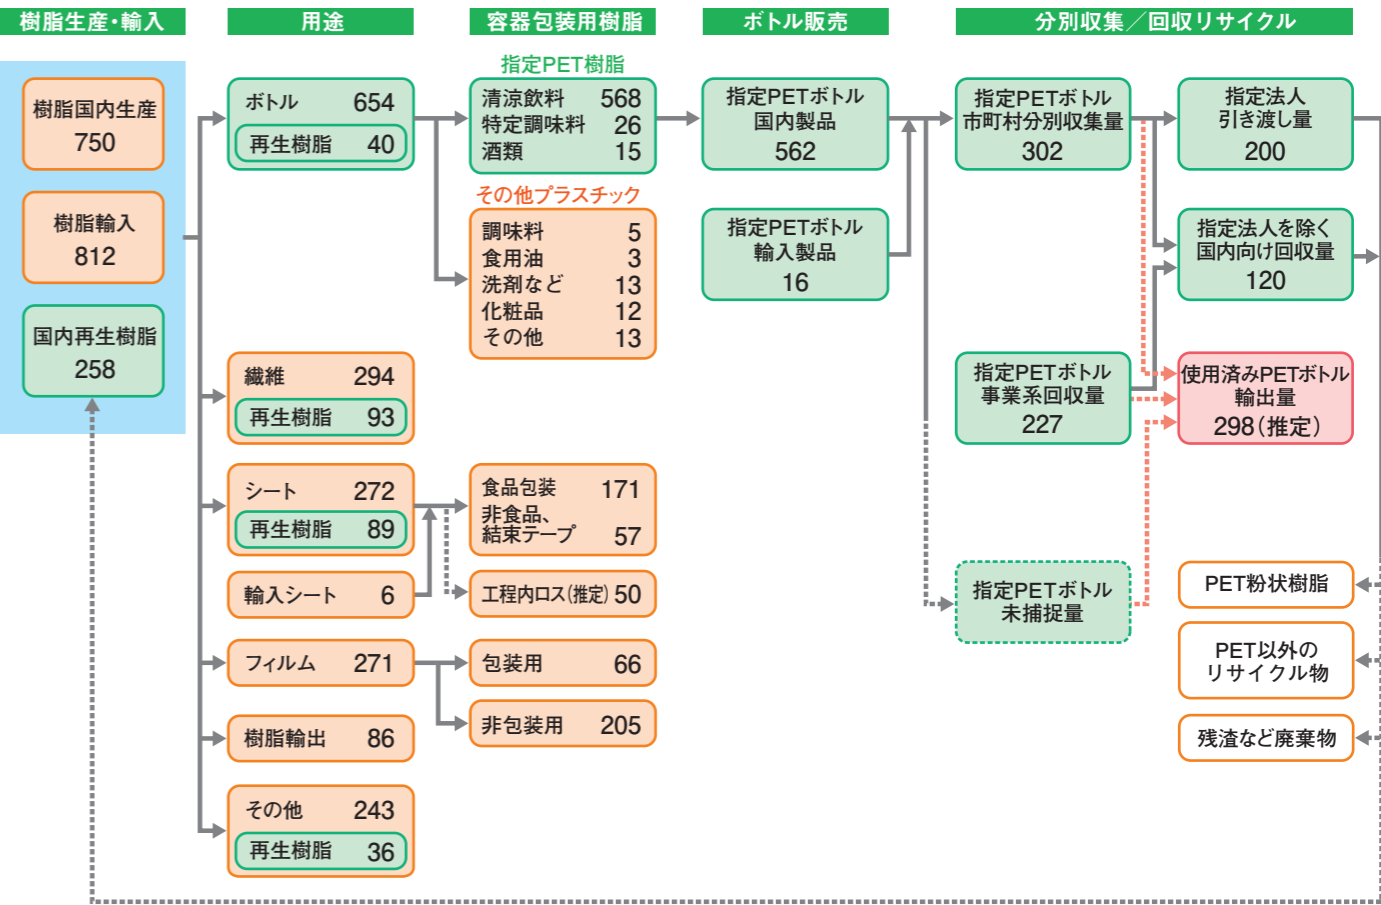 樹脂生産・輸入
用途
容器包装用樹脂
ボトル販売
分別収集／回収リサイクル
樹脂国内生産
750
樹脂輸入
812
国内再生樹脂
258
ボトル 654
再生樹脂 40
繊維 294
再生樹脂 93
シート 272
再生樹脂 89
輸入シート 6
フィルム 271
樹脂輸出 86
その他 243
再生樹脂 36
指定PET樹脂
清涼飲料 568
特定調味料 26
酒類 15
その他プラスチック
調味料 5
食用油 3
洗剤など 13
化粧品 12
その他 13
食品包装 171
非食品、
結束テープ 57
工程内ロス(推定) 50
包装用 66
非包装用 205
指定PETボトル
国内製品
562
指定PETボトル
輸入製品
16
指定PETボトル
市町村分別収集量
302
指定PETボトル
事業系回収量
227
指定PETボトル
未捕捉量
指定法人
引き渡し量
200
指定法人を除く
国内向け回収量
120
使用済みPETボトル
輸出量
298(推定)
PET粉状樹脂
PET以外の
リサイクル物
残渣など廃棄物